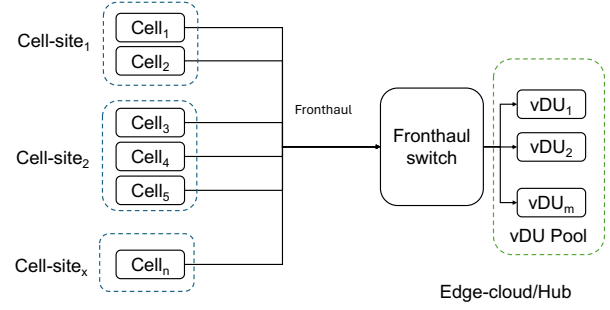 Cell-site₁
Cell₁
Cell₂
Cell-site₂
Cell₃
Cell₄
Cell₅
Cell-siteₓ
Cellₙ
Fronthaul
Fronthaul
switch
vDU₁
vDU₂
vDUₘ
vDU Pool
Edge-cloud/Hub